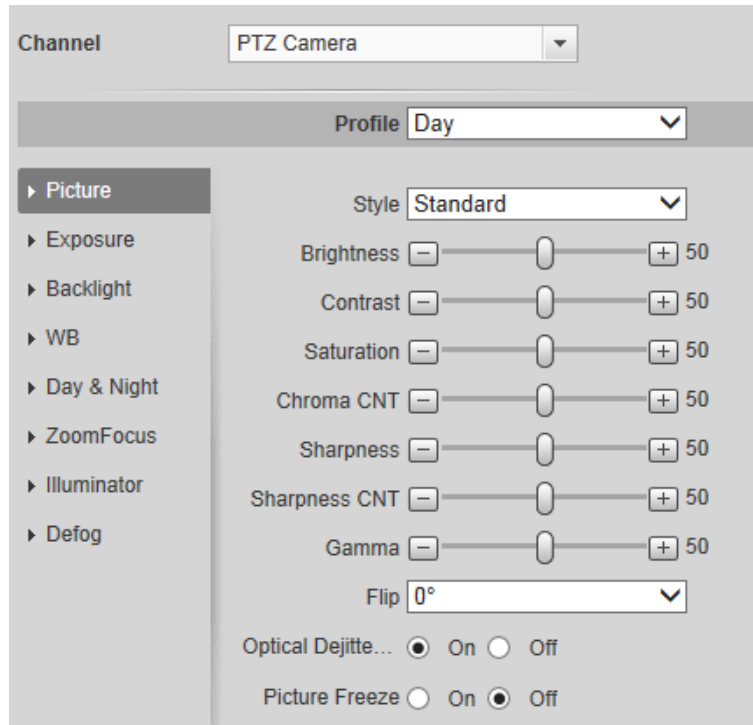 Channel PTZ Camera
Profile Day
Picture
Style Standard
Exposure
Brightness 50
Backlight
Contrast 50
WB
Saturation 50
Day & Night
Chroma CNT 50
ZoomFocus
Sharpness 50
Illuminator
Sharpness CNT 50
Defog
Gamma 50
Flip 0°
Optical Dejitte... On Off
Picture Freeze On Off